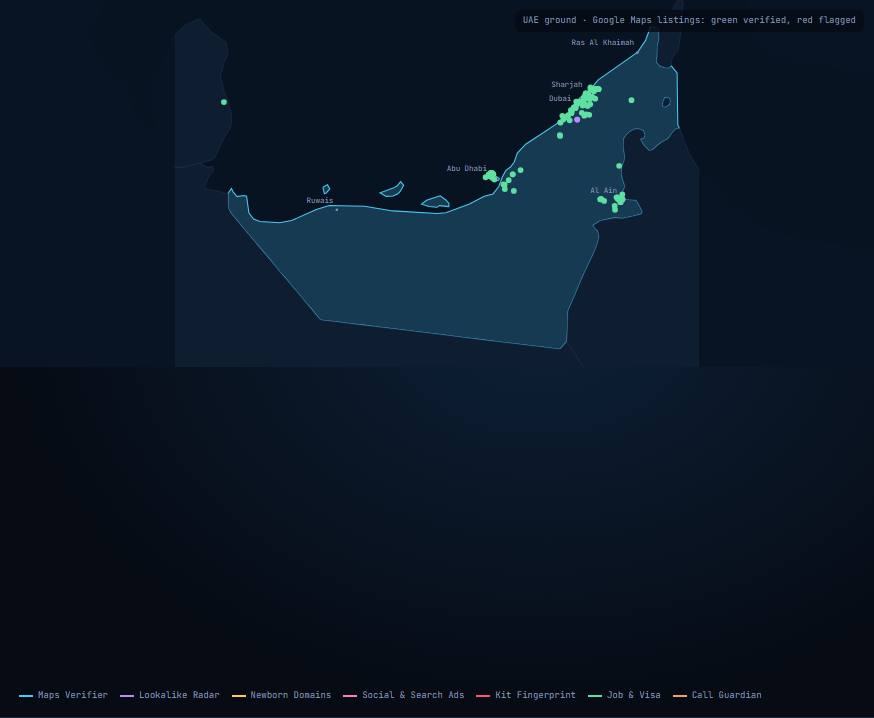 UAE ground · Google Maps listings: green verified, red flagged
Ras Al Khaimah
Sharjah
Dubai
Abu Dhabi
Al Ain
Ruwais
Maps Verifier
Lookalike Radar
Newborn Domains
Social & Search Ads
Kit Fingerprint
Job & Visa
Call Guardian